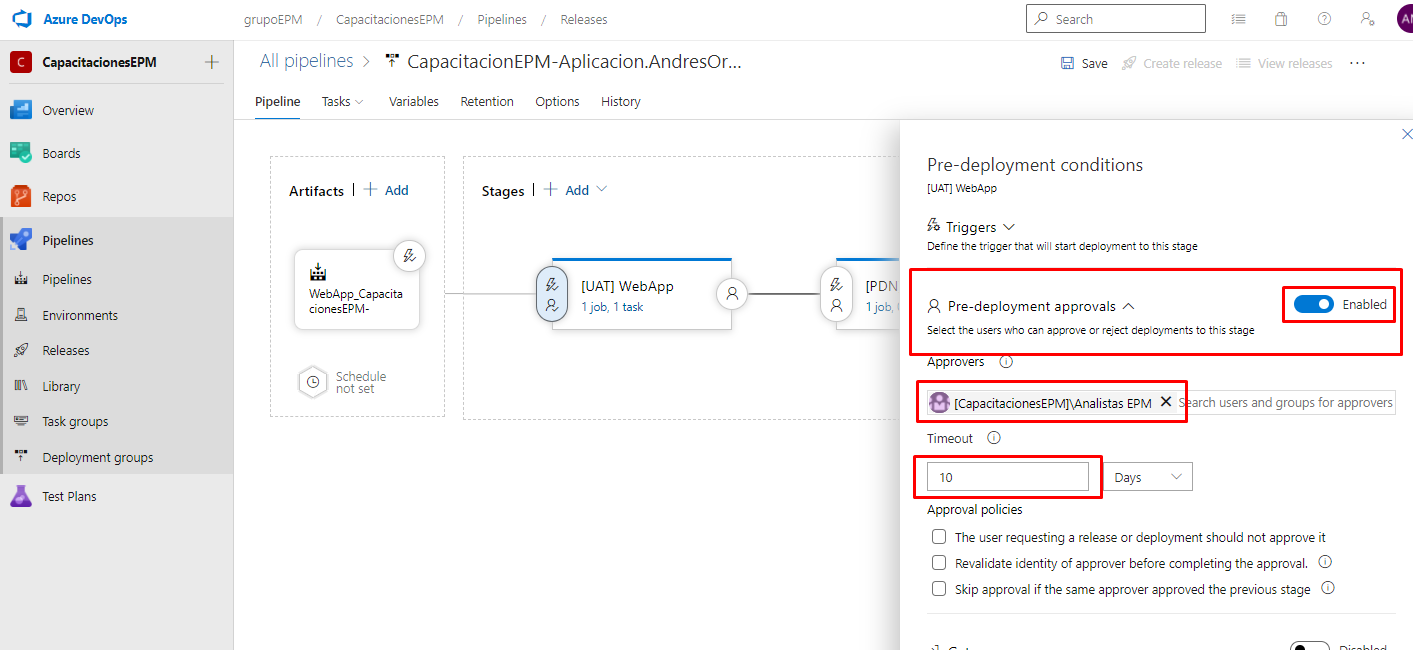 Azure DevOps
grupoEPM / CapacitacionesEPM / Pipelines / Releases
Search
C CapacitacionesEPM
Overview
Boards
Repos
Pipelines
Pipelines
Environments
Releases
Library
Task groups
Deployment groups
Test Plans
All pipelines > CapacitacionEPM-Aplicacion.AndresOr...
Save Create release View releases ...
Pipeline Tasks Variables Retention Options History
Artifacts | + Add
WebApp_Capacita
cionesEPM-
Schedule
not set
Stages | + Add
[UAT] WebApp
1 job, 1 task
[PDN
1 job,
Pre-deployment conditions
[UAT] WebApp
Triggers
Define the trigger that will start deployment to this stage
Pre-deployment approvals
Enabled
Select the users who can approve or reject deployments to this stage
Approvers
[CapacitacionesEPM]\Analistas EPM
Search users and groups for approvers
Timeout
10 Days
Approval policies
The user requesting a release or deployment should not approve it
Revalidate identity of approver before completing the approval.
Skip approval if the same approver approved the previous stage
Disabled